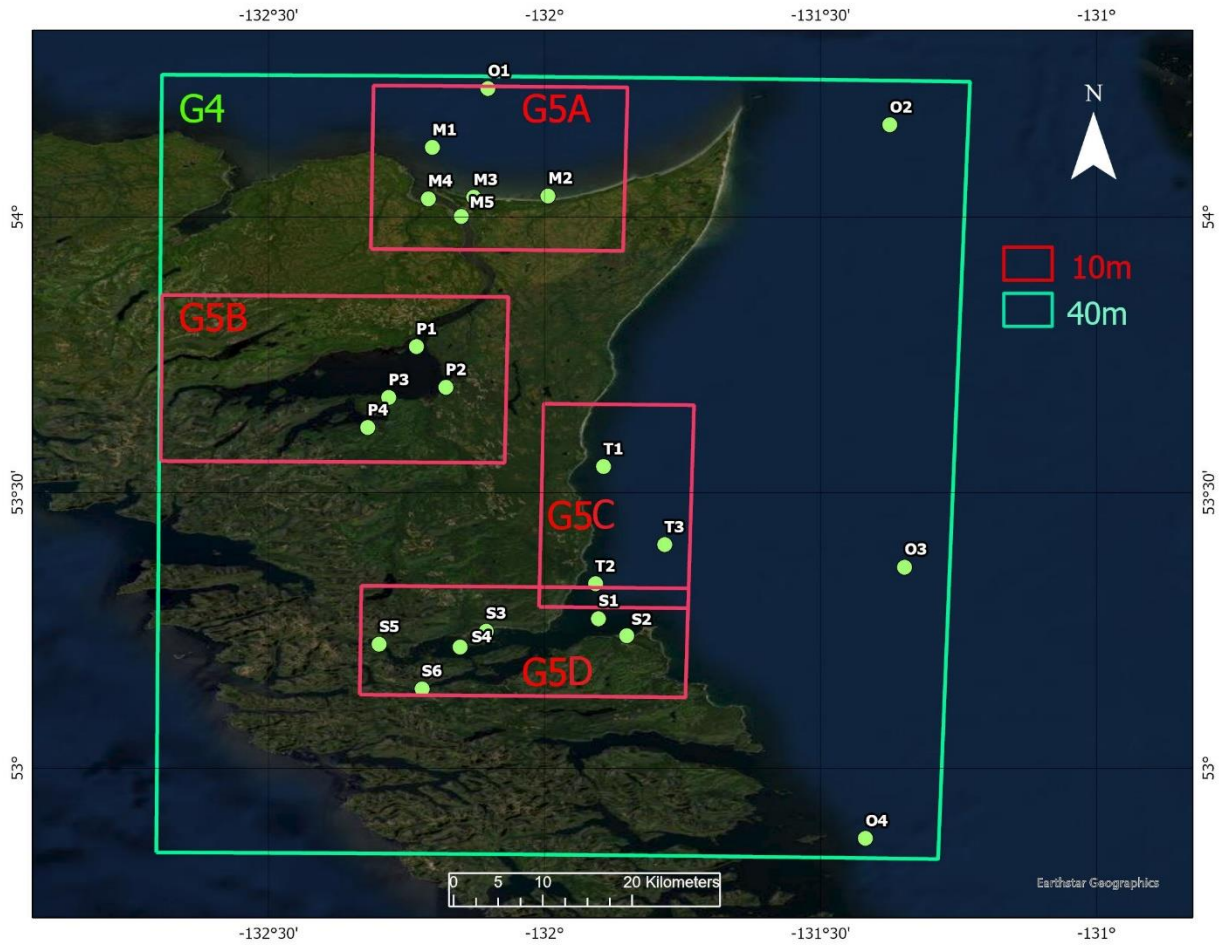 -132°30'
-132°
-131°30'
-131°
O1
G4
G5A
O2
N
M1
M4
M3
M2
M5
54°
54°
10m
40m
G5B
P1
P3
P2
P4
T1
53°30'
53°30'
G5C
T3
O3
T2
S1
S3
S2
S5
S4
S6
G5D
53°
53°
O4
0 5 10 20 Kilometers
Earthstar Geographics
-132°30'
-132°
-131°30'
-131°